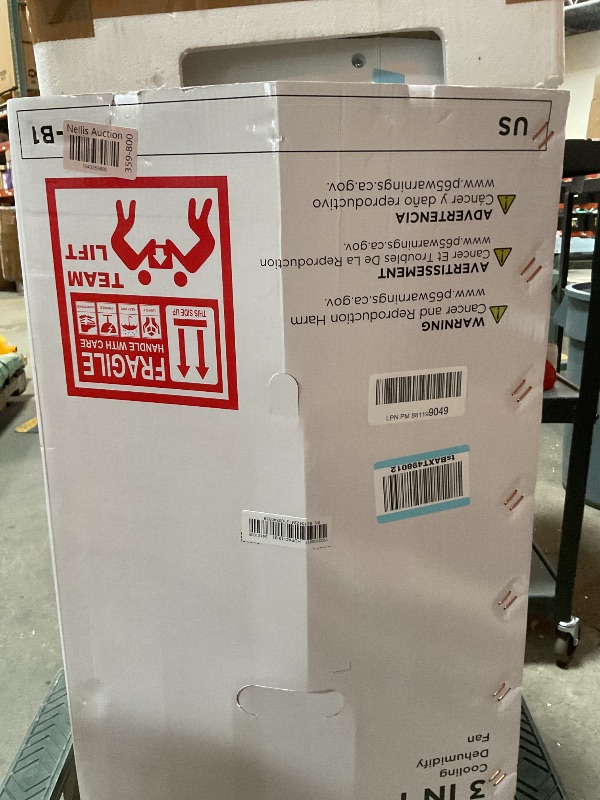 Nellis Auction
359-800
US
-B1
3 IN 1
Cooling
Dehumidify
Fan
WARNING
Cancer and Reproduction Harm
www.p65warnings.ca.gov.
AVERTISSEMENT
Cancer Et Troubles De La Reproduction
www.p65warnings.ca.gov.
ADVERTENCIA
Cáncer y daño reproductivo
www.p65warnings.ca.gov.
FRAGILE
HANDLE WITH CARE
THIS SIDE UP
TEAM
LIFT
tsBAXT498012